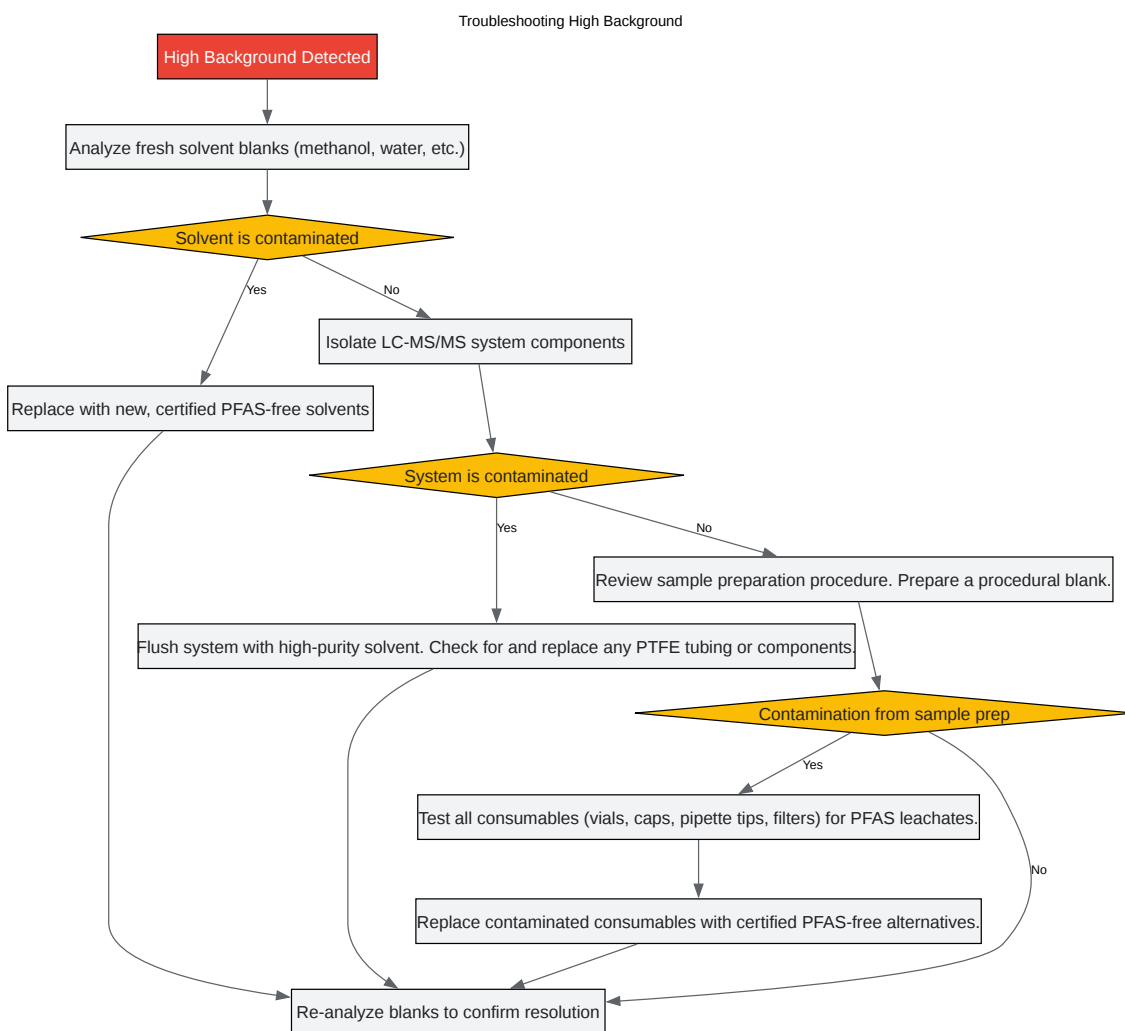 Troubleshooting High Background
High Background Detected
Analyze fresh solvent blanks (methanol, water, etc.)
Solvent is contaminated
Yes
No
Isolate LC-MS/MS system components
Replace with new, certified PFAS-free solvents
System is contaminated
Yes
No
Review sample preparation procedure. Prepare a procedural blank.
Flush system with high-purity solvent. Check for and replace any PTFE tubing or components.
Contamination from sample prep
Yes
Test all consumables (vials, caps, pipette tips, filters) for PFAS leachates.
No
Replace contaminated consumables with certified PFAS-free alternatives.
Re-analyze blanks to confirm resolution